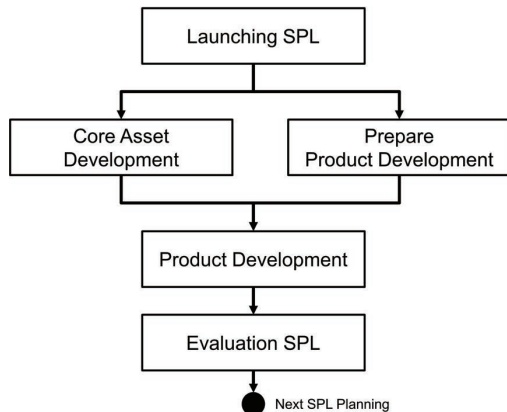 Launching SPL
Core Asset
Development
Prepare
Product Development
Product Development
Evaluation SPL
Next SPL Planning